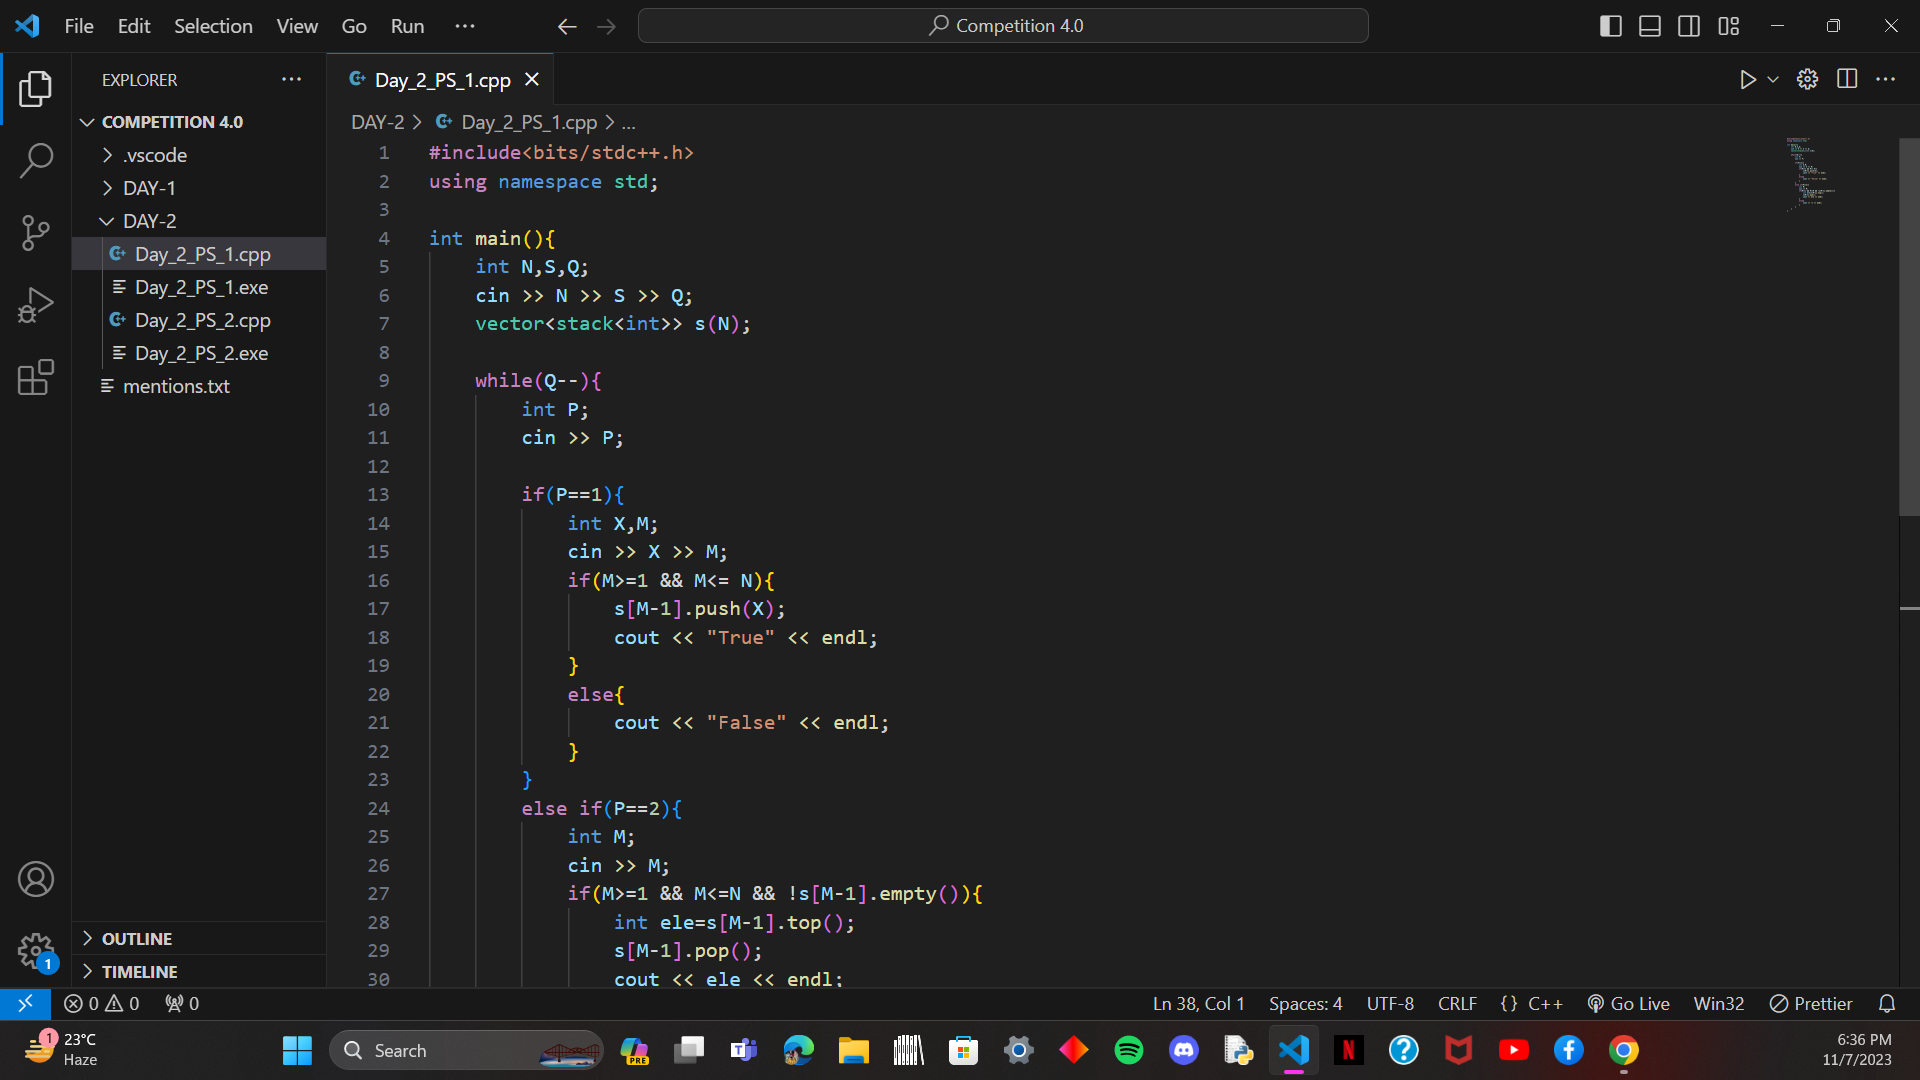 File Edit Selection View Go Run ···
Competition 4.0
EXPLORER
COMPETITION 4.0
.vscode
DAY-1
DAY-2
Day_2_PS_1.cpp
Day_2_PS_1.exe
Day_2_PS_2.cpp
Day_2_PS_2.exe
mentions.txt
OUTLINE
TIMELINE
Day_2_PS_1.cpp
DAY-2 > Day_2_PS_1.cpp > ...
1 #include<bits/stdc++.h>
2 using namespace std;
3
4 int main(){
5 int N,S,Q;
6 cin >> N >> S >> Q;
7 vector<stack<int>> s(N);
8
9 while(Q--){
10 int P;
11 cin >> P;
12
13 if(P==1){
14 int X,M;
15 cin >> X >> M;
16 if(M>=1 && M<= N){
17 s[M-1].push(X);
18 cout << "True" << endl;
19 }
20 else{
21 cout << "False" << endl;
22 }
23 }
24 else if(P==2){
25 int M;
26 cin >> M;
27 if(M>=1 && M<=N && !s[M-1].empty()){
28 int ele=s[M-1].top();
29 s[M-1].pop();
30 cout << ele << endl;
1
0 0 0
Ln 38, Col 1 Spaces: 4 UTF-8 CRLF {} C++ Go Live Win32 Prettier
1
23°C
Haze
Search
PRE
6:36 PM
11/7/2023